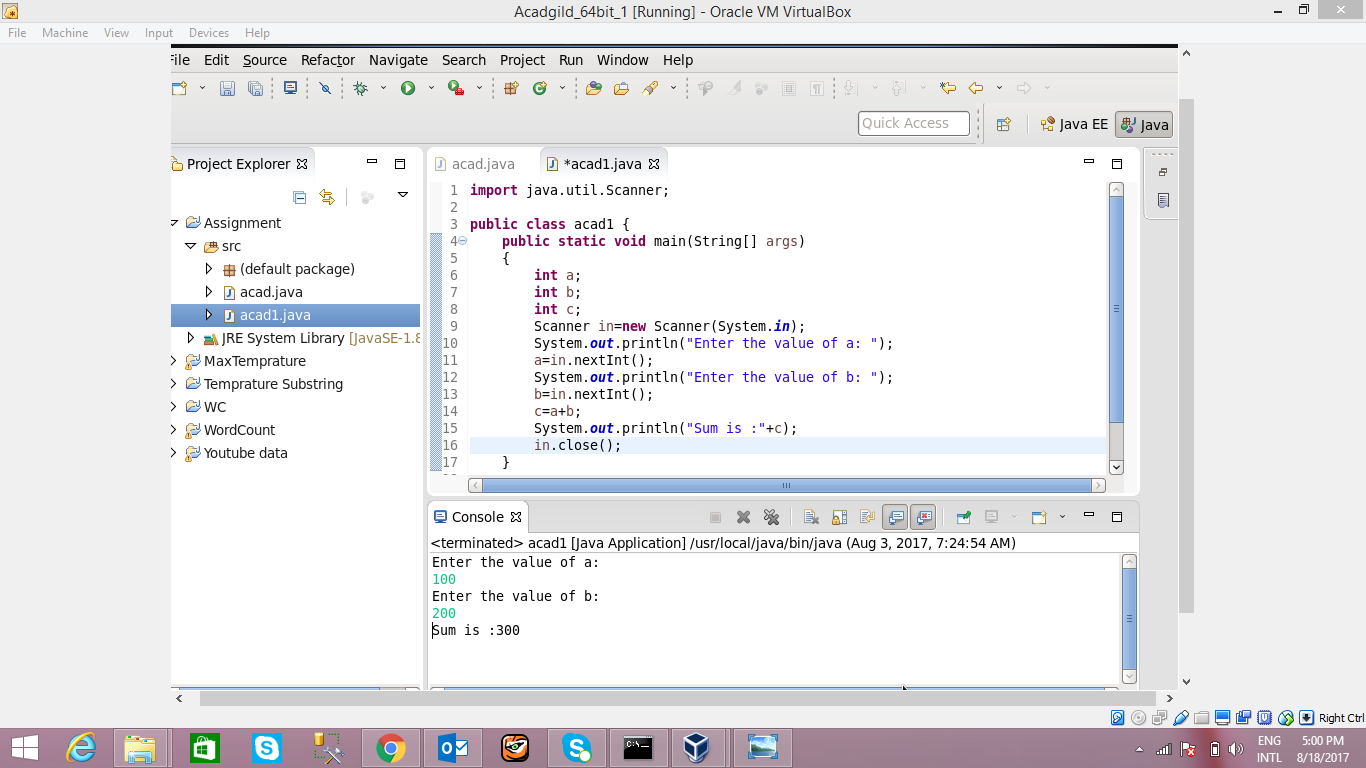 Acadgild_64bit_1 [Running] - Oracle VM VirtualBox
File Machine View Input Devices Help
File Edit Source Refactor Navigate Search Project Run Window Help
Quick Access
Java EE
Java
Project Explorer
Assignment
src
(default package)
acad.java
acad1.java
JRE System Library [JavaSE-1.8
MaxTemprature
Temprature Substring
WC
WordCount
Youtube data
acad.java
*acad1.java
1 import java.util.Scanner;
2
3 public class acad1 {
4 public static void main(String[] args)
5 {
6 int a;
7 int b;
8 int c;
9 Scanner in=new Scanner(System.in);
10 System.out.println("Enter the value of a: ");
11 a=in.nextInt();
12 System.out.println("Enter the value of b: ");
13 b=in.nextInt();
14 c=a+b;
15 System.out.println("Sum is :"+c);
16 in.close();
17 }
Console
<terminated> acad1 [Java Application] /usr/local/java/bin/java (Aug 3, 2017, 7:24:54 AM)
Enter the value of a:
100
Enter the value of b:
200
Sum is :300
Right Ctrl
ENG
INTL
5:00 PM
8/18/2017